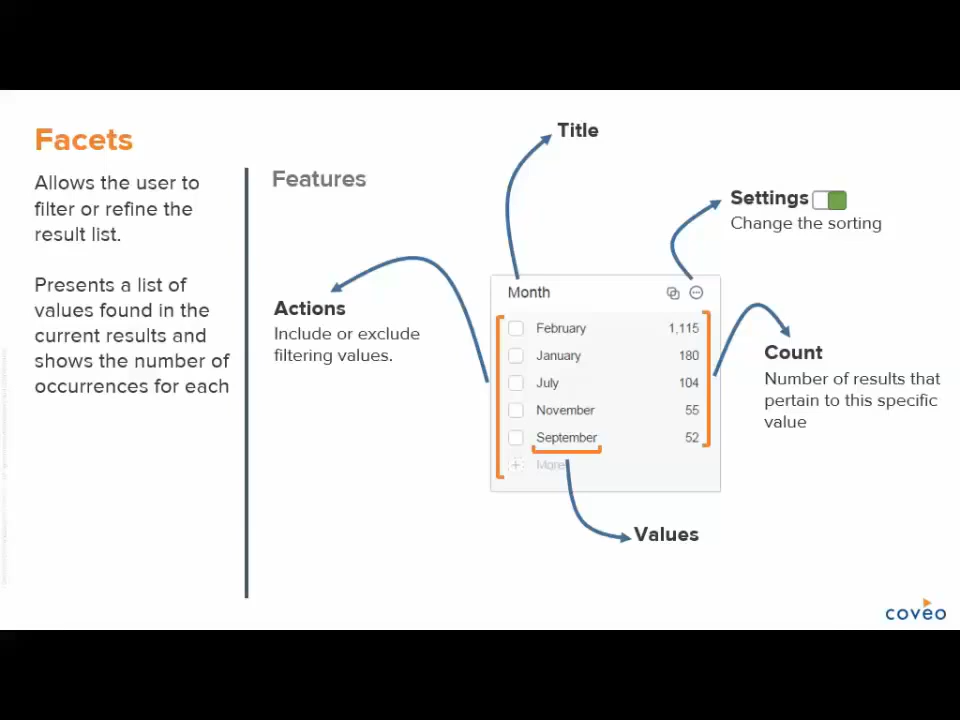 Facets
Allows the user to
filter or refine the
result list.
Presents a list of
values found in the
current results and
shows the number of
occurrences for each
Features
Title
Settings
Change the sorting
Actions
Include or exclude
filtering values.
Month
February 1,115
January 180
July 104
November 55
September 52
More
Count
Number of results that
pertain to this specific
value
Values
coveo